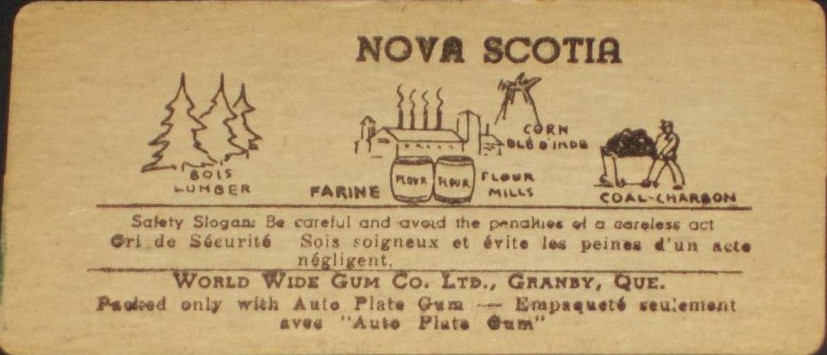 NOVA SCOTIA
CORN
BLÉ D'INDE
BOIS
LUMBER
FARINE
FLOUR FLOUR
FLOUR
MILLS
COAL-CHARBON
Safety Slogan: Be careful and avoid the penalties of a careless act
Cri de Sécurité Sois soigneux et évite les peines d'un acte
négligent.
WORLD WIDE GUM CO. LTD., GRANBY, QUE.
Packed only with Auto Plate Gum — Empaqueté seulement
avec "Auto Plate Gum"